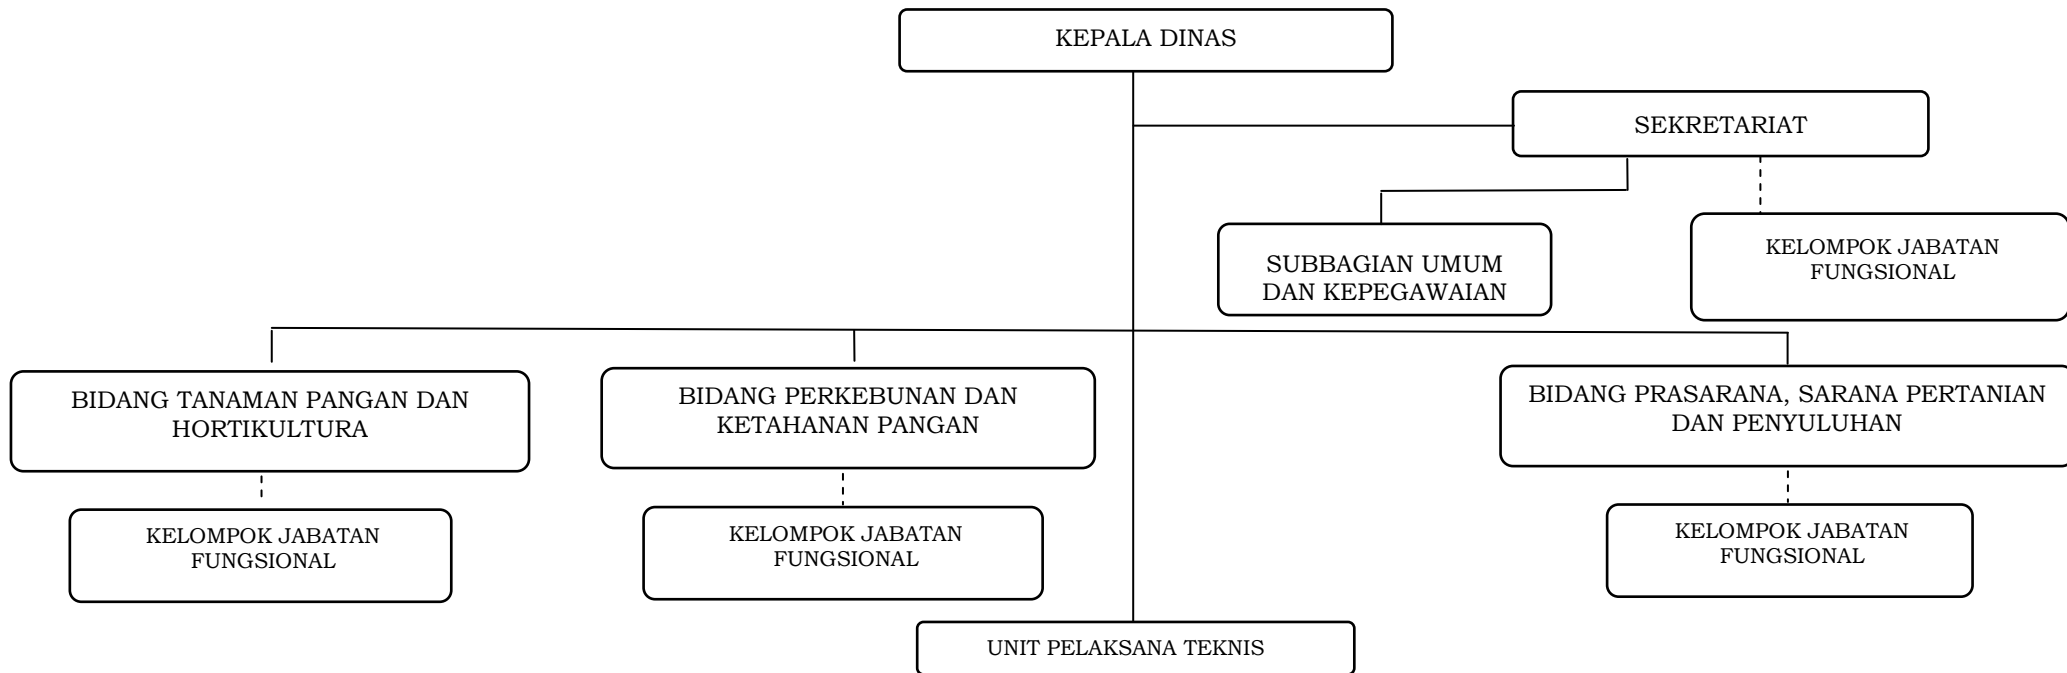 KEPALA DINAS
SEKRETARIAT
SUBBAGIAN UMUM
DAN KEPEGAWAIAN
KELOMPOK JABATAN
FUNGSIONAL
BIDANG TANAMAN PANGAN DAN
HORTIKULTURA
BIDANG PERKEBUNAN DAN
KETAHANAN PANGAN
BIDANG PRASARANA, SARANA PERTANIAN
DAN PENYULUHAN
KELOMPOK JABATAN
FUNGSIONAL
KELOMPOK JABATAN
FUNGSIONAL
KELOMPOK JABATAN
FUNGSIONAL
UNIT PELAKSANA TEKNIS